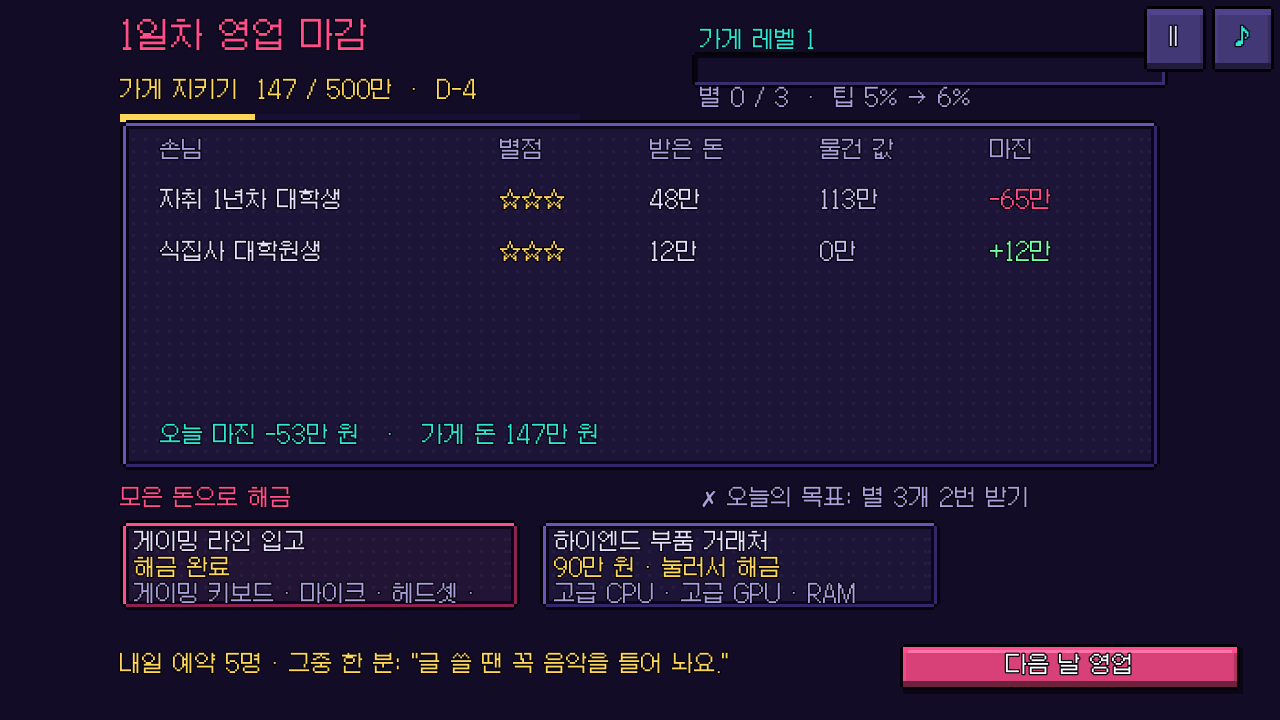 1일차 영업 마감
가게 레벨 1
가게 지키기 147 / 500만 · D-4
별 0 / 3 · 팁 5% → 6%
손님 별점 받은 돈 물건 값 마진
자취 1년차 대학생 ☆☆☆ 48만 113만 -65만
식집사 대학원생 ☆☆☆ 12만 0만 +12만
오늘 마진 -53만 원 · 가게 돈 147만 원
모은 돈으로 해금
✗ 오늘의 목표: 별 3개 2번 받기
게이밍 라인 입고
해금 완료
게이밍 키보드 · 마이크 · 헤드셋 ·
하이엔드 부품 거래처
90만 원 · 눌러서 해금
고급 CPU · 고급 GPU · RAM
내일 예약 5명 · 그중 한 분: "글 쓸 땐 꼭 음악을 틀어 놔요."
다음 날 영업